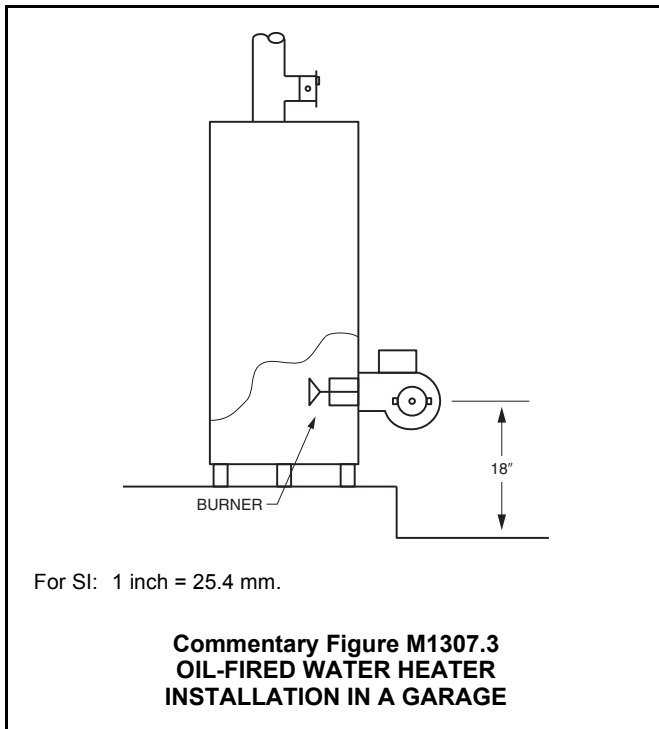 BURNER
18″
For SI: 1 inch = 25.4 mm.
Commentary Figure M1307.3
OIL-FIRED WATER HEATER
INSTALLATION IN A GARAGE